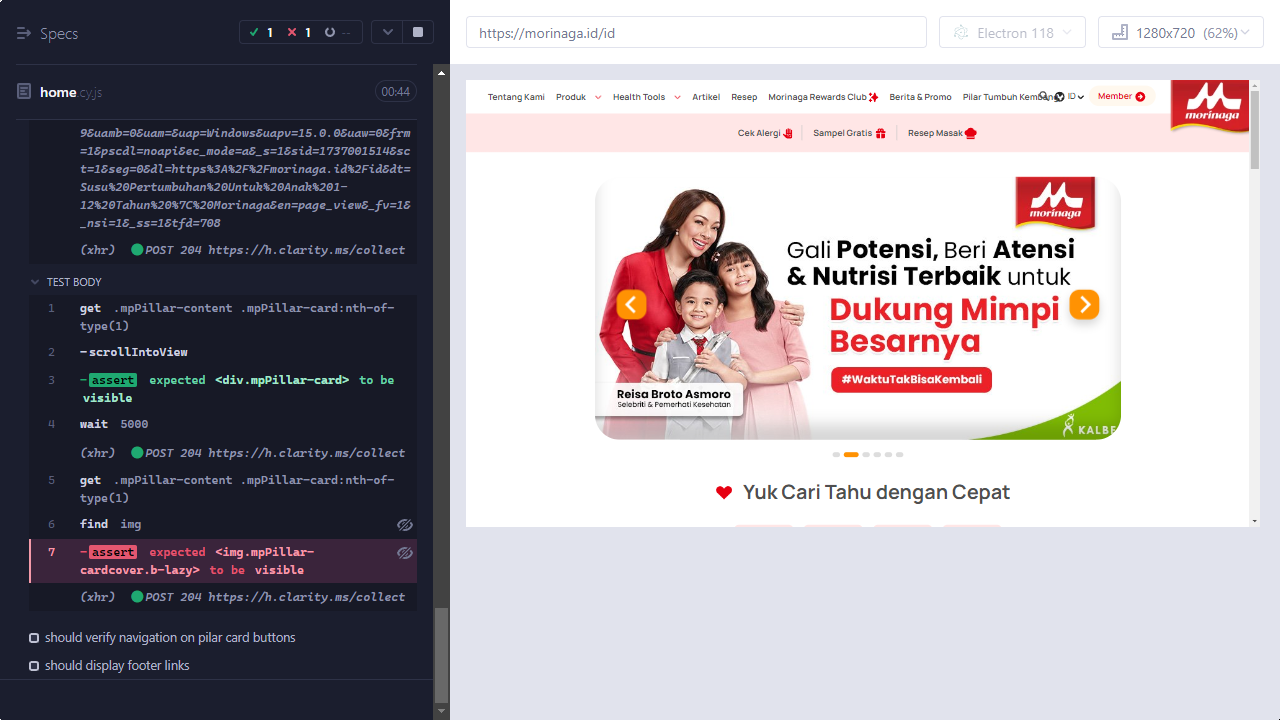 Specs
1
1
--
home.cy.js
00:44
9&uamb=0&uam=&uap=Windows&uapv=15.0.0&uaw=0&frm
=1&pscdl=noapi&ec_mode=a&_s=1&sid=1737001514&sc
t=1&seg=0&dl=https%3A%2F%2Fmorinaga.id%2Fid&dt=
Susu%20Pertumbuhan%20Untuk%20Anak%201-
12%20Tahun%20%7C%20Morinaga&en=page_view&_fv=1&
_nsi=1&_ss=1&tfd=708
(xhr) POST 204 https://h.clarity.ms/collect
TEST BODY
1 get .mpPillar-content .mpPillar-card:nth-of-
type(1)
2 -scrollIntoView
3 -assert expected <div.mpPillar-card> to be
visible
4 wait 5000
(xhr) POST 204 https://h.clarity.ms/collect
5 get .mpPillar-content .mpPillar-card:nth-of-
type(1)
6 find img
7 -assert expected <img.mpPillar-
cardcover.b-lazy> to be visible
(xhr) POST 204 https://h.clarity.ms/collect
should verify navigation on pilar card buttons
should display footer links
https://morinaga.id/id
Electron 118
1280x720 (62%)
Tentang Kami Produk Health Tools Artikel Resep Morinaga Rewards Club Berita & Promo Pilar Tumbuh Kembang ID Member
morinaga
Cek Alergi Sampel Gratis Resep Masak
morinaga
Gali Potensi, Beri Atensi
& Nutrisi Terbaik untuk
Dukung Mimpi
Besarnya
#WaktuTakBisaKembali
Reisa Broto Asmoro
Selebriti & Pemerhati Kesehatan
KALBE
Yuk Cari Tahu dengan Cepat